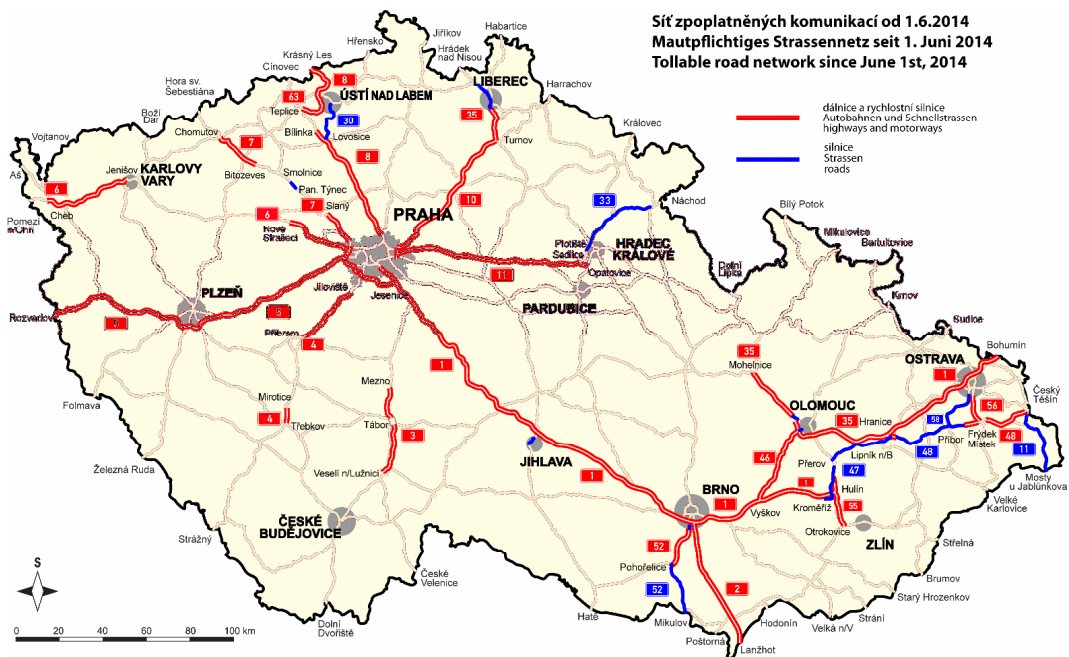 Síť zpoplatněných komunikací od 1.6.2014
Mautpflichtiges Strassennetz seit 1. Juni 2014
Tollable road network since June 1st, 2014
dálnice a rychlostní silnice
Autobahnen und Schnellstrassen
highways and motorways
silnice
Strassen
roads
Habartice
Jiříkov
Hřensko
Hrádek
nad Nisou
Krásný Les
Cínovec
8
LIBEREC
Harrachov
Hora sv.
Šebestiána
63
ÚSTÍ NAD LABEM
Teplice
35
Boží
Dar
30
Královec
Vojtanov
Chomutov
Bílinka
Lovosice
Turnov
7
8
Aš
KARLOVY
VARY
Jenišov
Bitozeves
Smolnice
6
Pan. Týnec
10
33
Náchod
Cheb
7
Slaný
Pomezí
n/Ohří
6
PRAHA
Bílý Potok
Nové
Strašecí
Plotiště
Sedlice
HRADEC
KRÁLOVÉ
Mikulovice
Bartultovice
11
Opatovice
Dolní
Lipka
PLZEŇ
Jíloviště
Jesenice
PARDUBICE
Krnov
Rozvadov
5
5
Příbram
4
Sudice
1
35
Mohelnice
Bohumín
OSTRAVA
1
Mezno
Český
Těšín
Folmava
Mirotice
4
Třebkov
Tábor
3
OLOMOUC
35
Hranice
58
56
Příbor
Frýdek
Místek
48
JIHLAVA
46
Přerov
Lipník n/B
48
11
Železná Ruda
Veselí n/Lužnicí
1
47
Mosty
u Jablůnkova
BRNO
1
Hulín
1
Vyškov
Kroměříž
55
Velké
Karlovice
ČESKÉ
BUDĚJOVICE
Otrokovice
ZLÍN
Strážný
52
Střelná
Pohořelice
S
České
Velenice
52
2
Brumov
Starý Hrozenkov
Dolní
Dvořiště
Hatě
Mikulov
Hodonín
Strání
Poštorná
Velká n/V
Lanžhot
0 20 40 60 80 100 km